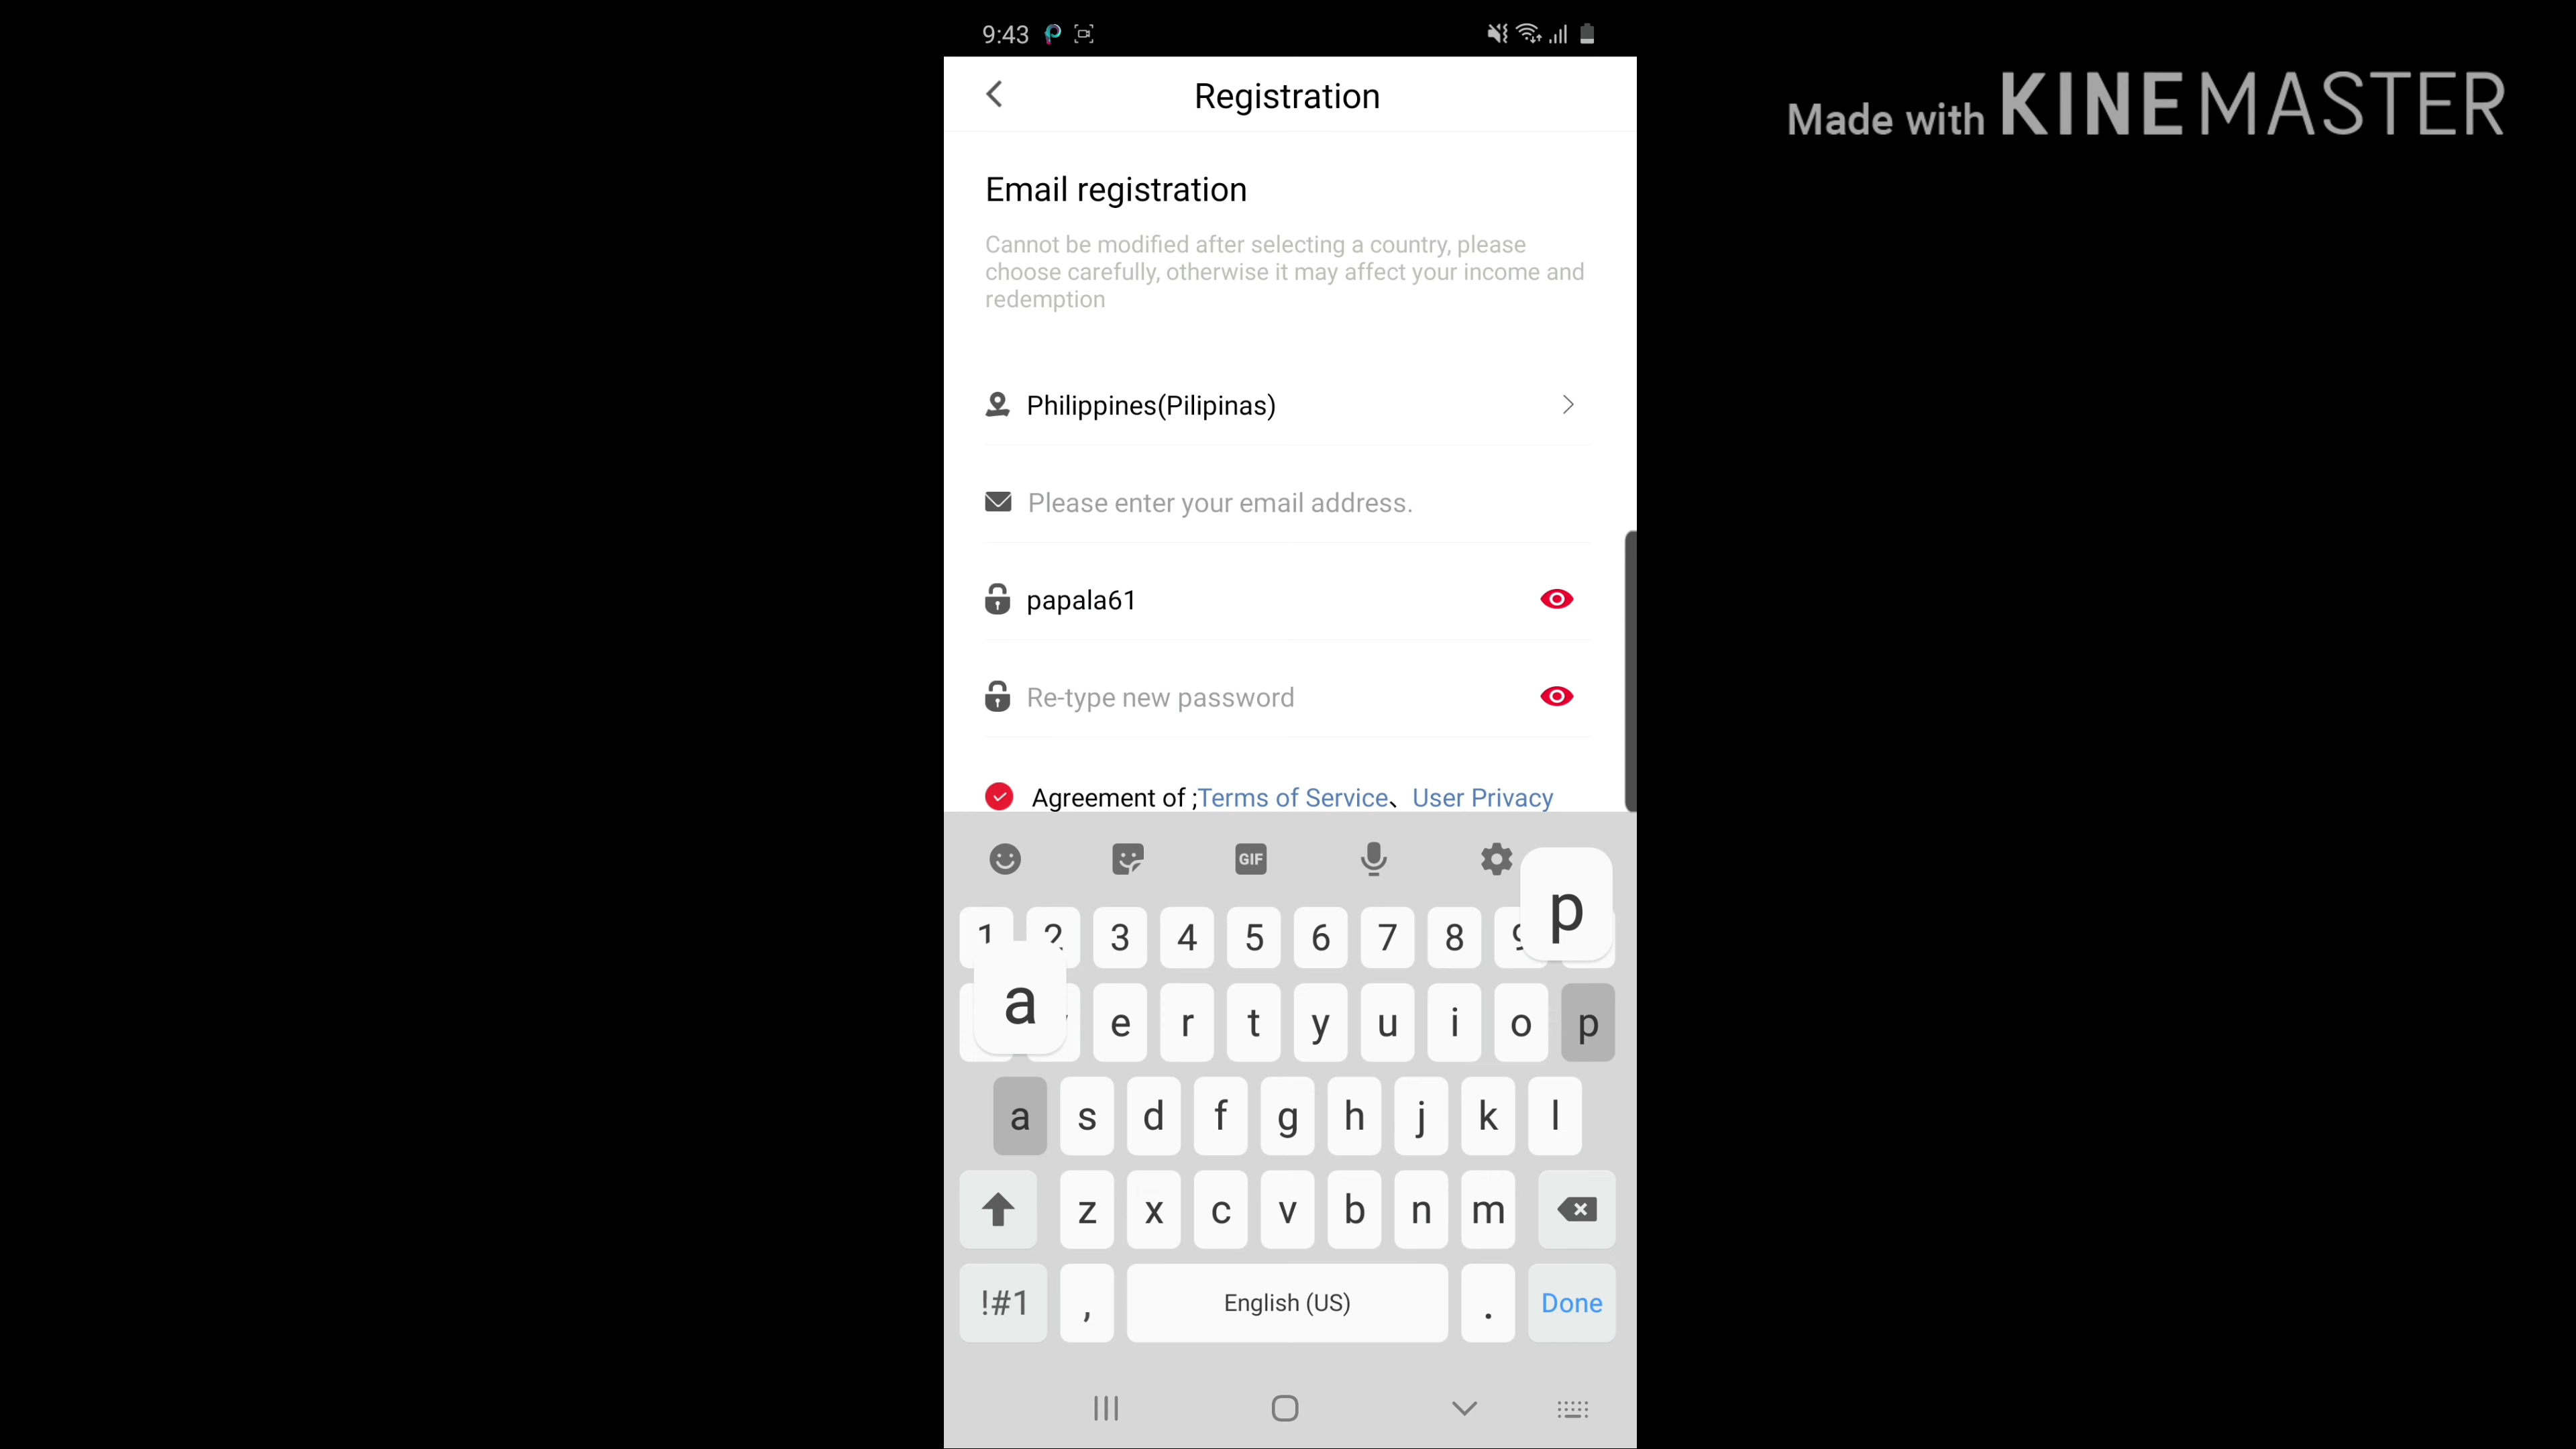 9:43
Made with KINEMASTER
Registration
Email registration
Cannot be modified after selecting a country, please
choose carefully, otherwise it may affect your income and
redemption
Philippines(Pilipinas)
Please enter your email address.
papala61
Re-type new password
Agreement of ;Terms of Service、 User Privacy
GIF
p
1 2 3 4 5 6 7 8 9
a
e r t y u i o p
a s d f g h j k l
z x c v b n m
!#1 , English (US) . Done